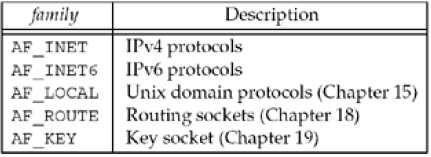 family Description
AF_INET IPv4 protocols
AF_INET6 IPv6 protocols
AF_LOCAL Unix domain protocols (Chapter 15)
AF_ROUTE Routing sockets (Chapter 18)
AF_KEY Key socket (Chapter 19)